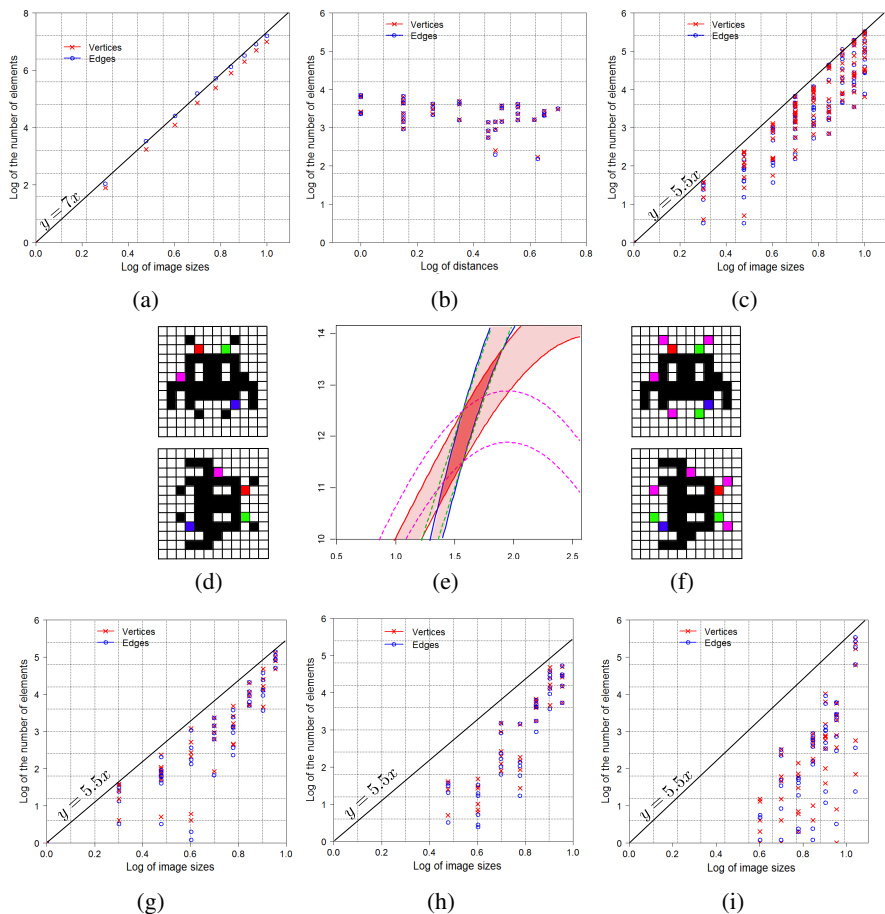 Log of the number of elements
8
6
4
2
0
Vertices
Edges
y = 7x
0.0 0.2 0.4 0.6 0.8 1.0
Log of image sizes
(a)
Log of the number of elements
6
5
4
3
2
1
0
Vertices
Edges
0.0 0.1 0.2 0.3 0.4 0.5 0.6 0.7 0.8
Log of distances
(b)
Log of the number of elements
6
5
4
3
2
1
0
Vertices
Edges
y = 5.5x
0.0 0.2 0.4 0.6 0.8 1.0
Log of image sizes
(c)
(d)
14
13
12
11
10
0.5 1.0 1.5 2.0 2.5
(e)
(f)
Log of the number of elements
6
5
4
3
2
1
0
Vertices
Edges
y = 5.5x
0.0 0.2 0.4 0.6 0.8 1.0
Log of image sizes
(g)
Log of the number of elements
6
5
4
3
2
1
0
Vertices
Edges
y = 5.5x
0.0 0.2 0.4 0.6 0.8 1.0
Log of image sizes
(h)
Log of the number of elements
6
5
4
3
2
1
0
Vertices
Edges
y = 5.5x
0.0 0.2 0.4 0.6 0.8 1.0
Log of image sizes
(i)